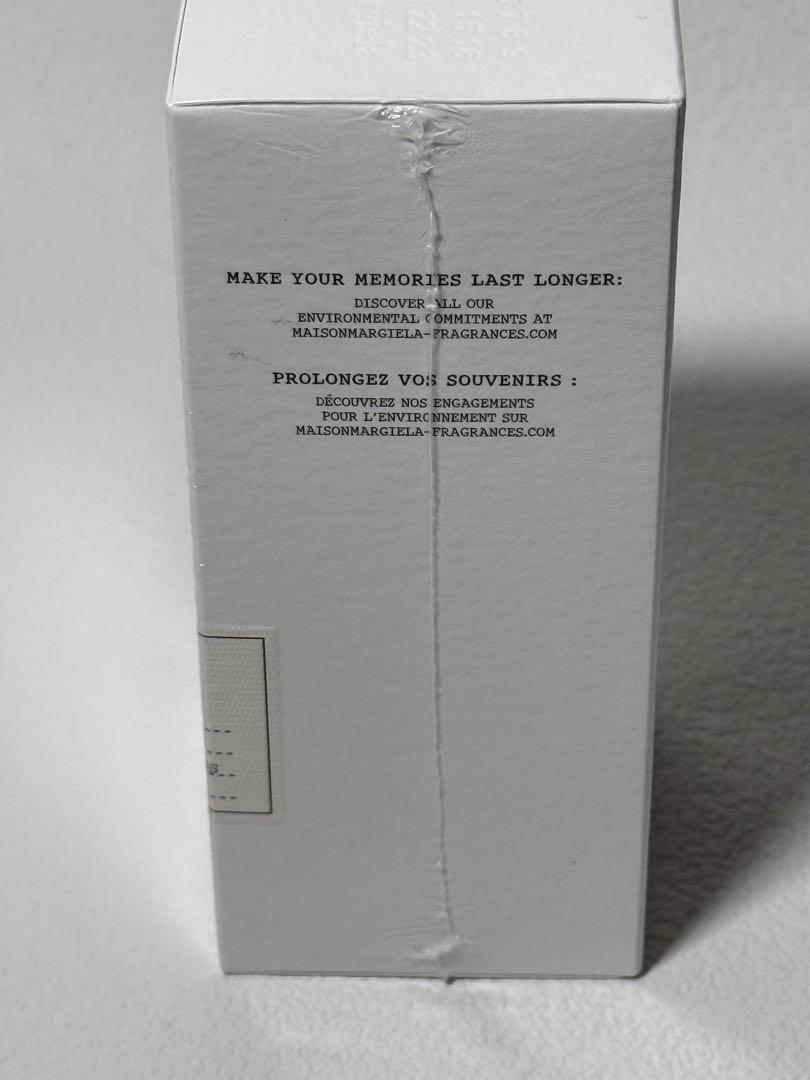 MAKE YOUR MEMORIES LAST LONGER:
DISCOVER ALL OUR
ENVIRONMENTAL COMMITMENTS AT
MAISONMARGIELA-FRAGRANCES.COM
PROLONGEZ VOS SOUVENIRS :
DÉCOUVREZ NOS ENGAGEMENTS
POUR L'ENVIRONNEMENT SUR
MAISONMARGIELA-FRAGRANCES.COM